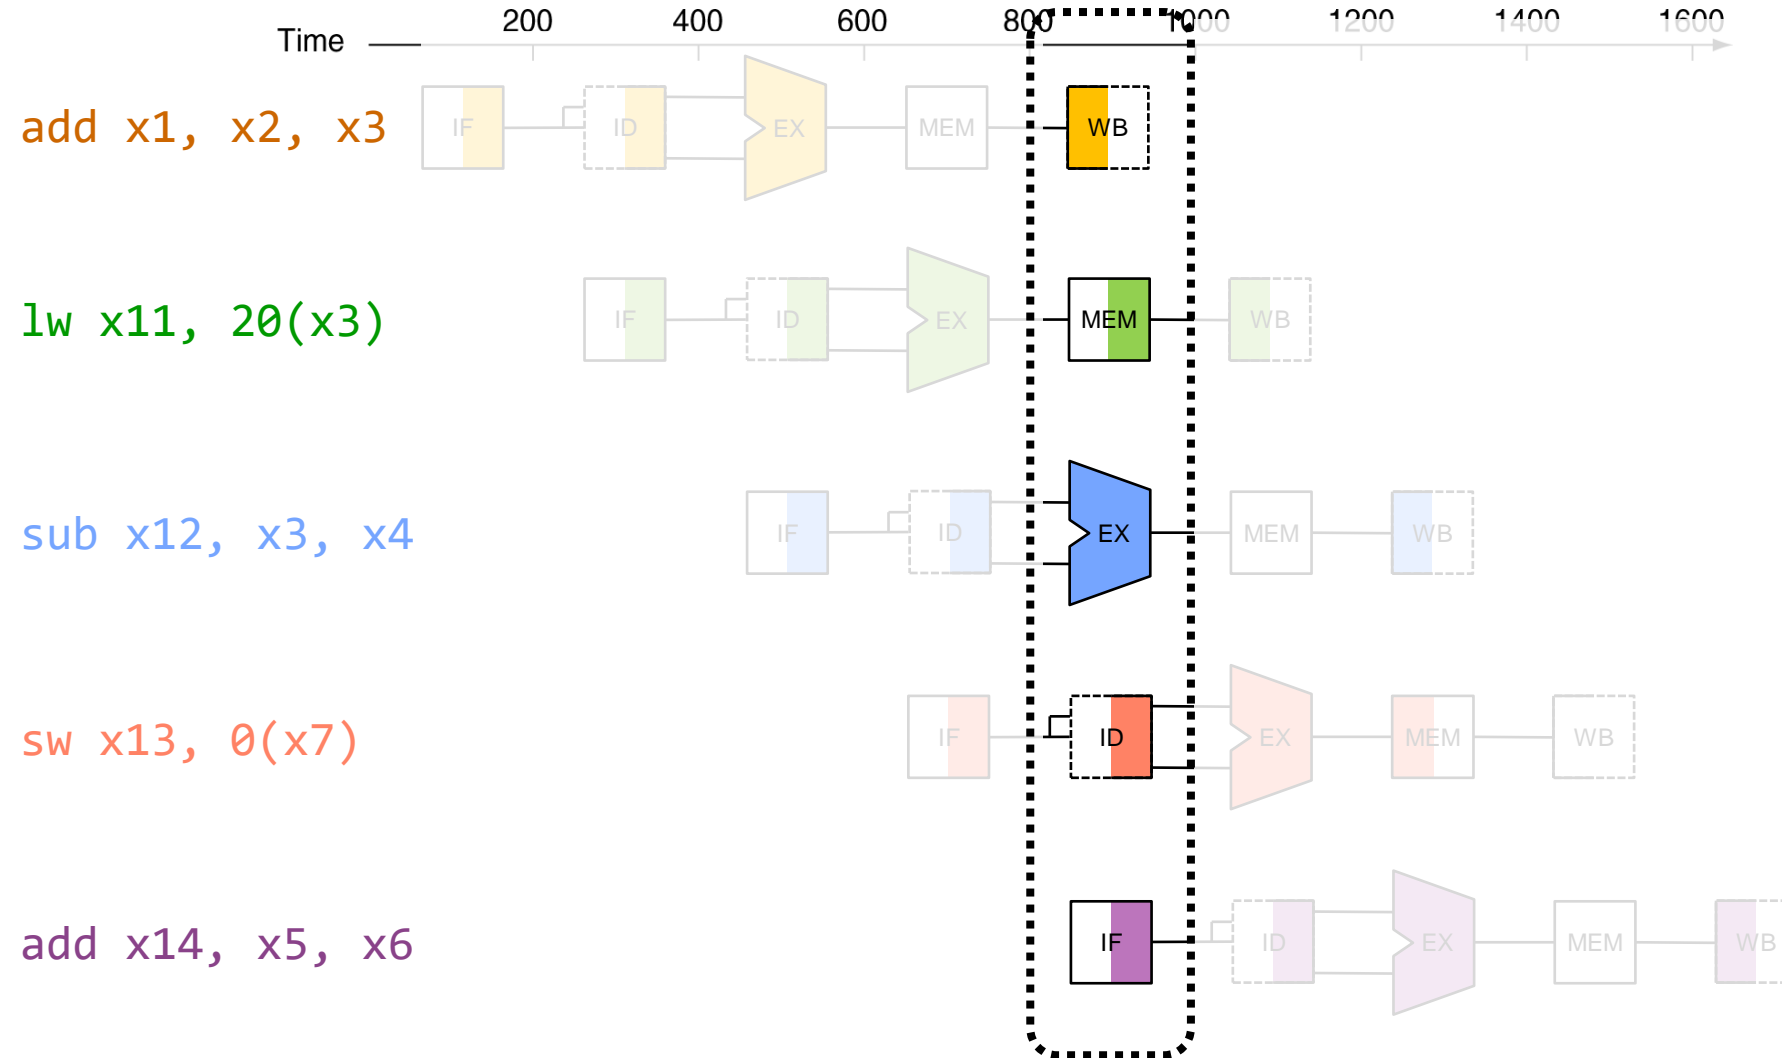 200 400 600 800 1000 1200 1400 1600
Time
add x1, x2, x3 IF ID EX MEM WB
lw x11, 20(x3) IF ID EX MEM WB
sub x12, x3, x4 IF ID EX MEM WB
sw x13, 0(x7) IF ID EX MEM WB
add x14, x5, x6 IF ID EX MEM WB